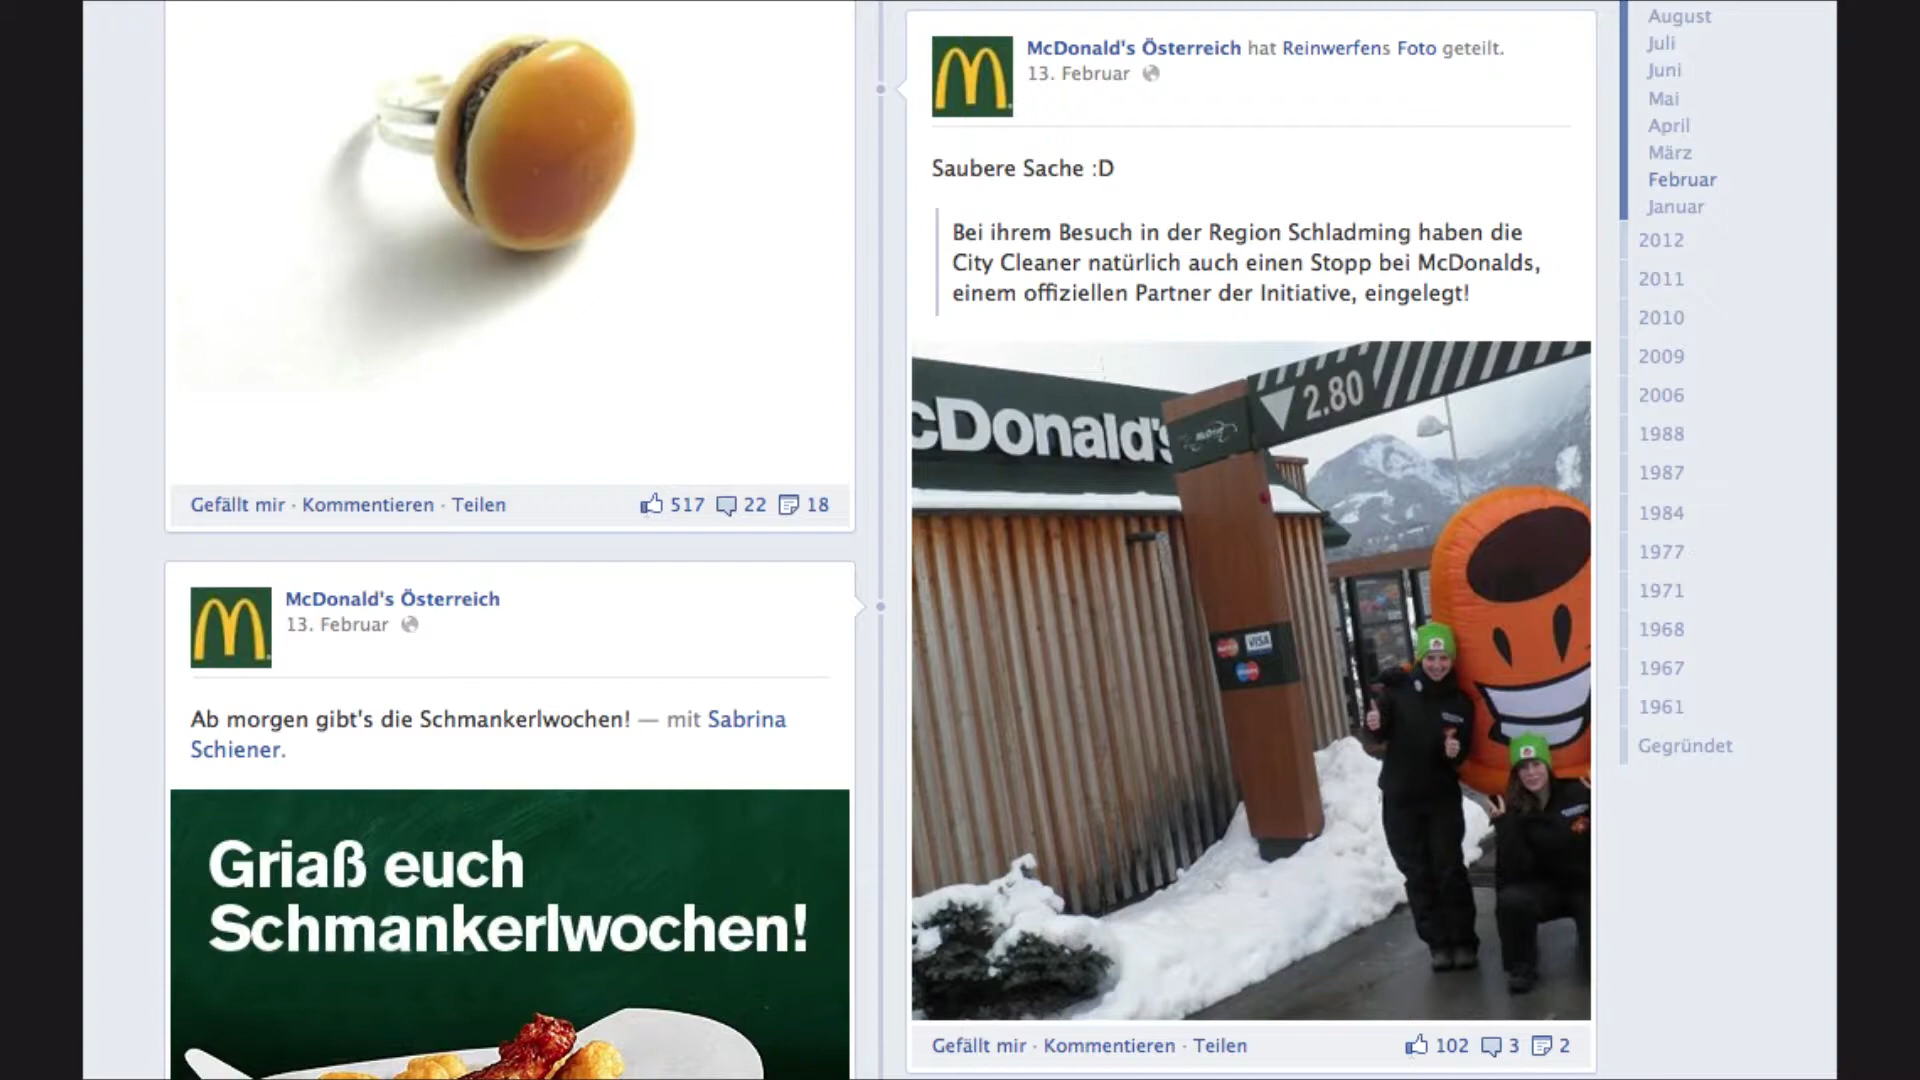 Gefällt mir · Kommentieren · Teilen 517 22 18
McDonald's Österreich
13. Februar
Ab morgen gibt's die Schmankerlwochen! — mit Sabrina
Schiener.
Griaß euch
Schmankerlwochen!
McDonald's Österreich hat Reinwerfens Foto geteilt.
13. Februar
Saubere Sache :D
Bei ihrem Besuch in der Region Schladming haben die
City Cleaner natürlich auch einen Stopp bei McDonalds,
einem offiziellen Partner der Initiative, eingelegt!
cDonald's
2.80
VISA
Gefällt mir · Kommentieren · Teilen 102 3 2
August
Juli
Juni
Mai
April
März
Februar
Januar
2012
2011
2010
2009
2006
1988
1987
1984
1977
1971
1968
1967
1961
Gegründet